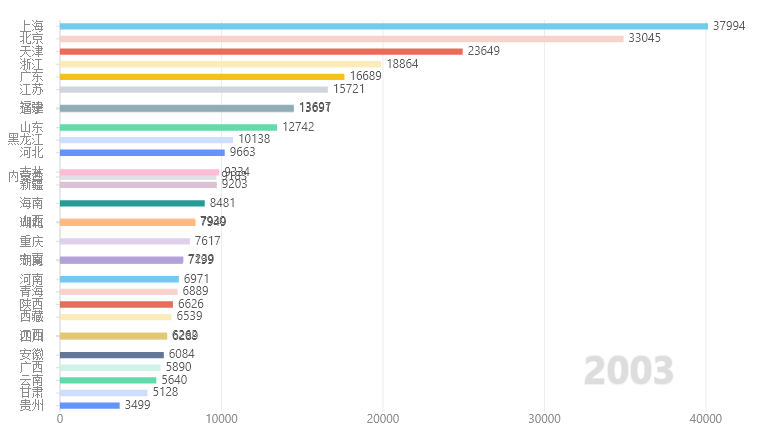 上海 37994
北京 33045
天津 23649
浙江 18864
广东 16689
江苏 15721
山东 12742
黑龙江 10138
河北 9663
新疆 9203
海南 8481
重庆 7617
河南 6971
青海 6889
陕西 6626
西藏 6539
安徽 6084
广西 5890
云南 5640
甘肃 5128
贵州 3499
2003
0 10000 20000 30000 40000